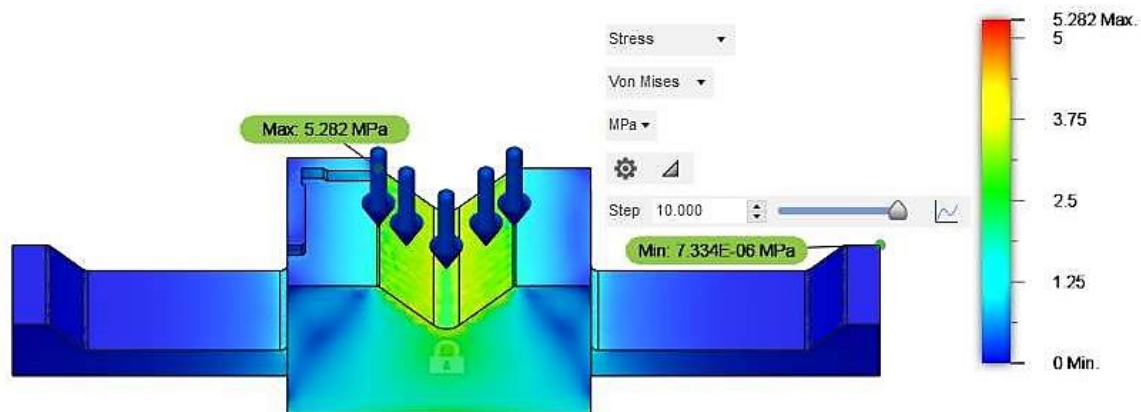 Stress
Von Mises
MPa
Step 10.000
Max: 5.282 MPa
Min: 7.334E-06 MPa
5.282 Max.
5
3.75
2.5
1.25
0 Min.